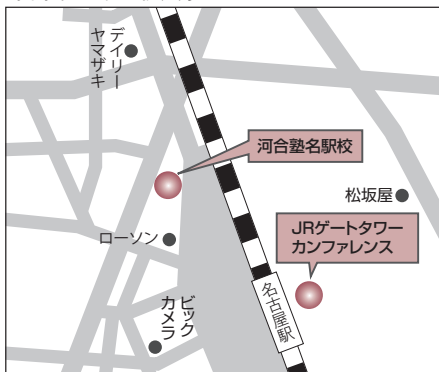 デイリー
ヤマザキ
河合塾名駅校
松坂屋
JRゲートタワー
カンファレンス
ローソン
名古屋駅
ビック
カメラ